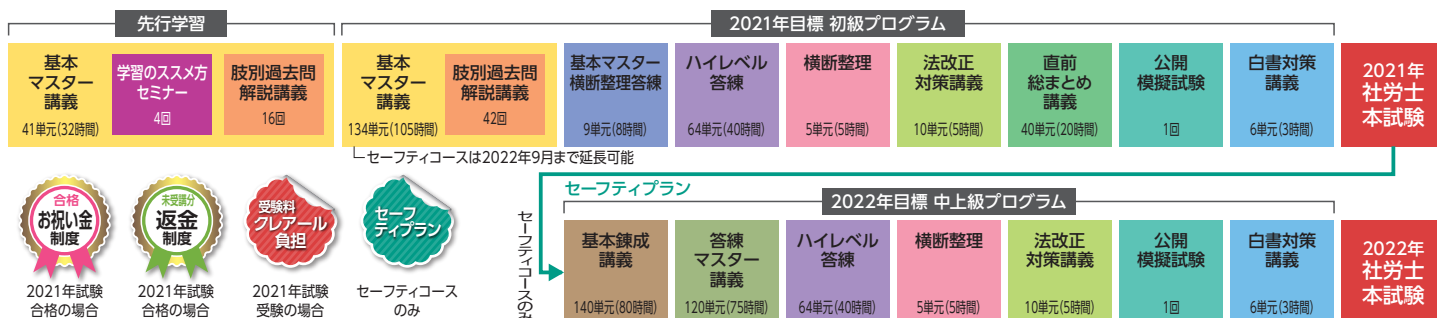 先行学習
2021年目標 初級プログラム
基本
マスター
講義
41単元(32時間)
学習のススメ方
セミナー
4回
肢別過去問
解説講義
16回
基本
マスター
講義
134単元(105時間)
肢別過去問
解説講義
42回
基本マスター
横断整理答練
9単元(8時間)
ハイレベル
答練
64単元(40時間)
横断整理
5単元(5時間)
法改正
対策講義
10単元(5時間)
直前
総まとめ
講義
40単元(20時間)
公開
模擬試験
1回
白書対策
講義
6単元(3時間)
2021年
社労士
本試験
セーフティコースは2022年9月まで延長可能
合格
お祝い金
制度
2021年試験
合格の場合
未受講分
返金
制度
2021年試験
合格の場合
受験料
クレアール
負担
2021年試験
受験の場合
セーフ
ティプラン
セーフティコース
のみ
セーフティプラン
セーフティコースのみ
2022年目標 中上級プログラム
基本錬成
講義
140単元(80時間)
答練
マスター
講義
120単元(75時間)
ハイレベル
答練
64単元(40時間)
横断整理
5単元(5時間)
法改正
対策講義
10単元(5時間)
公開
模擬試験
1回
白書対策
講義
6単元(3時間)
2022年
社労士
本試験